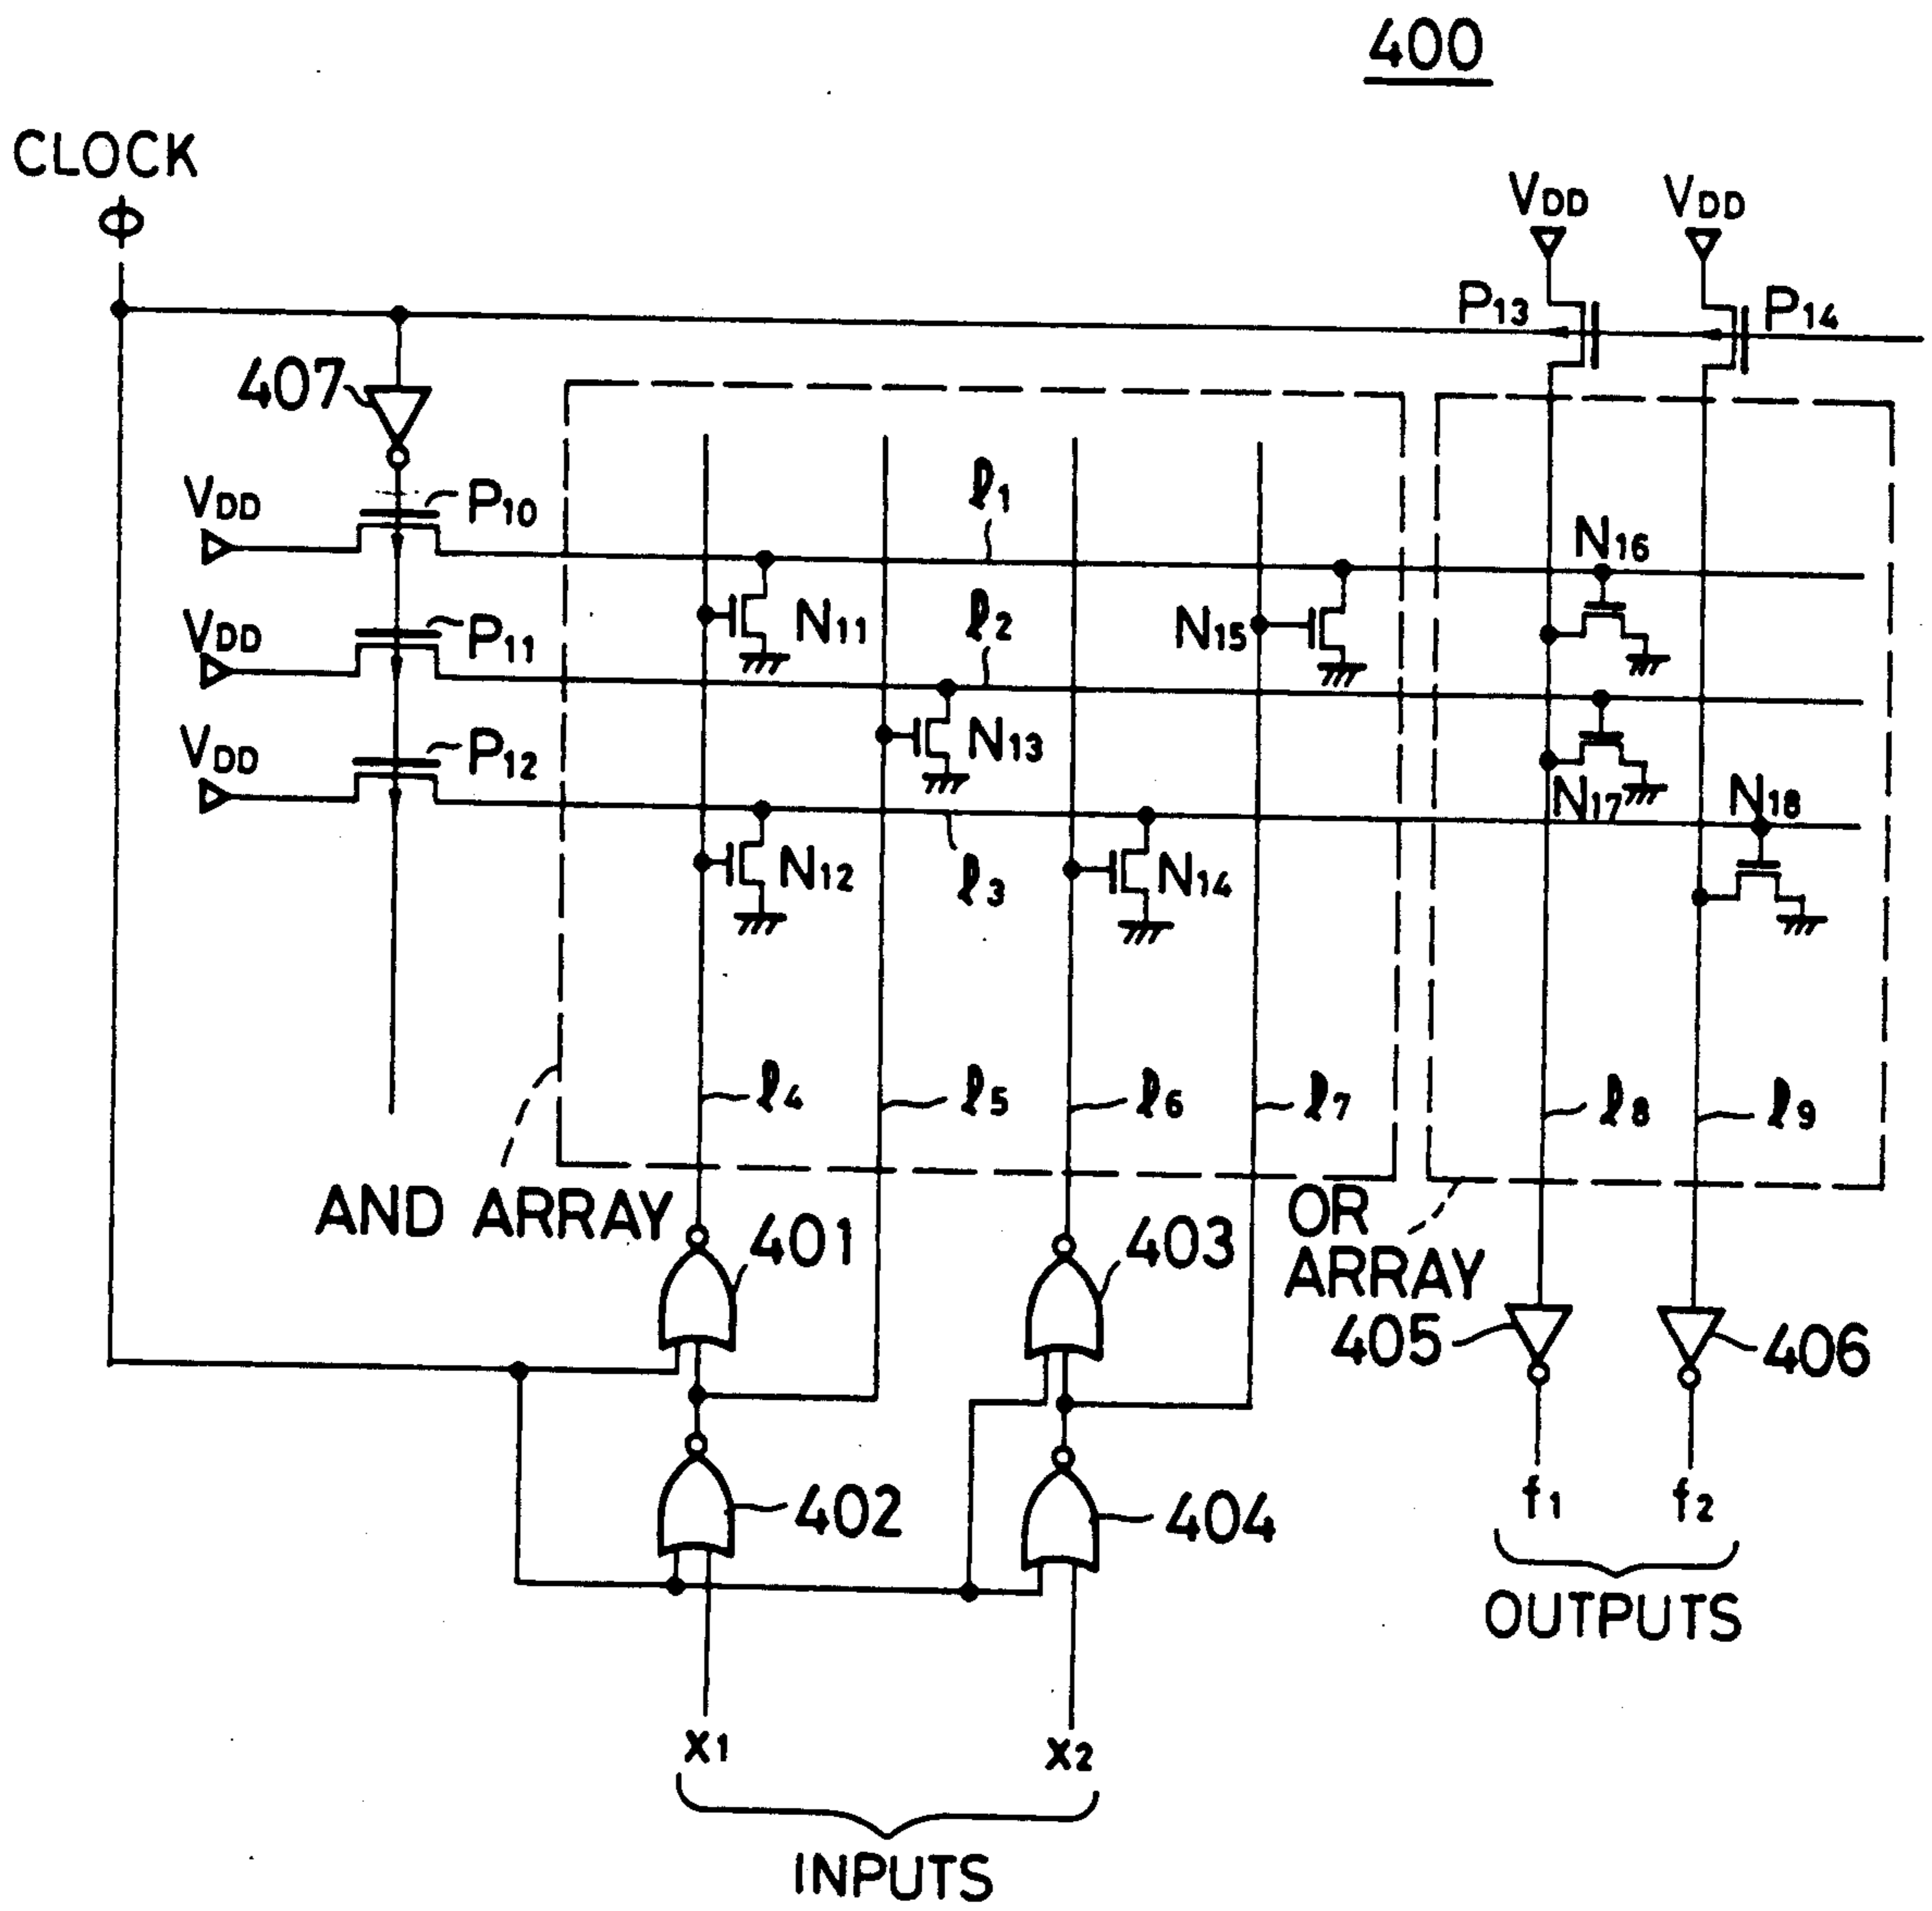 400
CLOCK
ϕ
VDD VDD
P13 P14
407
VDD P10 ℓ1
N16
VDD P11 N11 ℓ2 N15
VDD P12 N13
N17 N18
N12 ℓ3 N14
ℓ4 ℓ5 ℓ6 ℓ7 ℓ8 ℓ9
AND ARRAY
OR
ARRAY
401 403
405 406
402 404
f1 f2
OUTPUTS
x1 x2
INPUTS